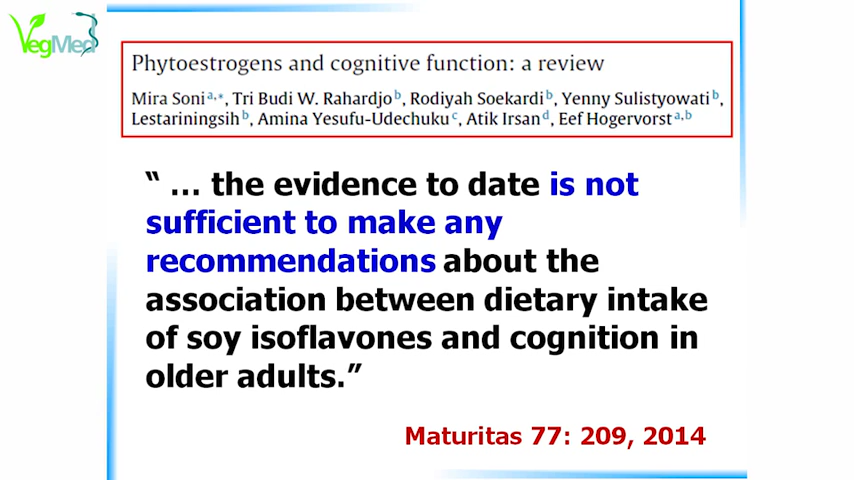 VegMed
Phytoestrogens and cognitive function: a review
Mira Soni a,*, Tri Budi W. Rahardjo b, Rodiyah Soekardi b, Yenny Sulistyowati b,
Lestariningsih b, Amina Yesufu-Udechuku c, Atik Irsan d, Eef Hogervorst a,b
“ … the evidence to date is not
sufficient to make any
recommendations about the
association between dietary intake
of soy isoflavones and cognition in
older adults.”
Maturitas 77: 209, 2014